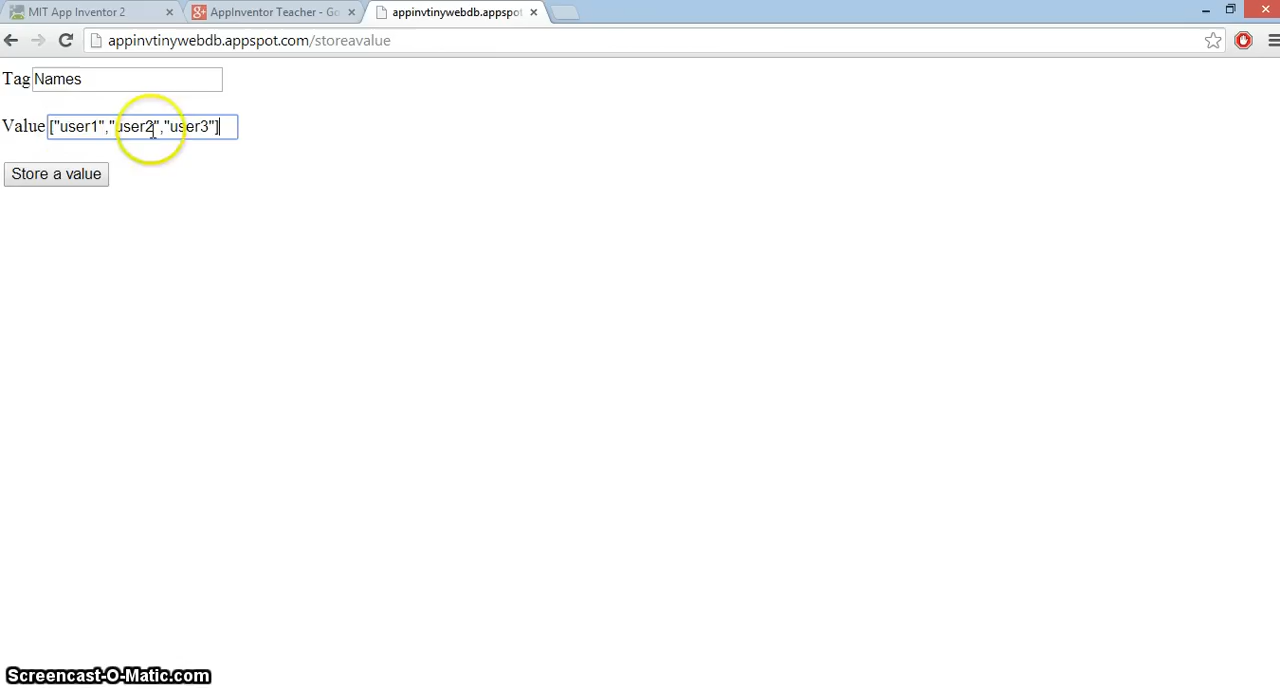 MIT App Inventor 2
AppInventor Teacher - Go
appinvtinywebdb.appspot
appinvtinywebdb.appspot.com/storeavalue
Tag Names
Value ["user1","user2","user3"]
Store a value
Screencast-O-Matic.com